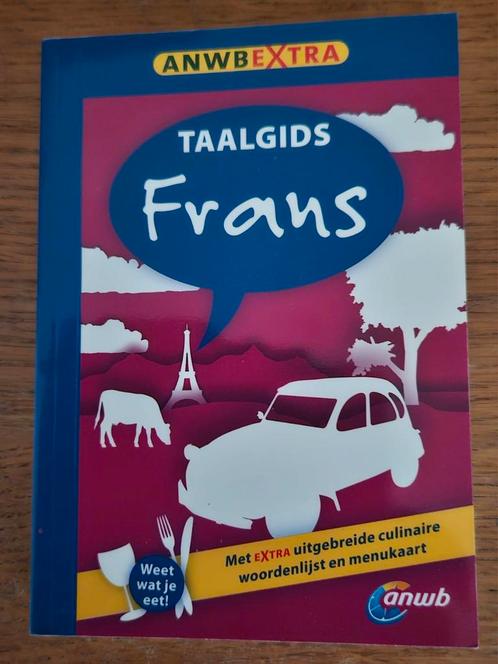 ANWBEXTRA
TAALGIDS
Frans
Met EXTRA uitgebreide culinaire
woordenlijst en menukaart
Weet
wat je
eet!
anwb